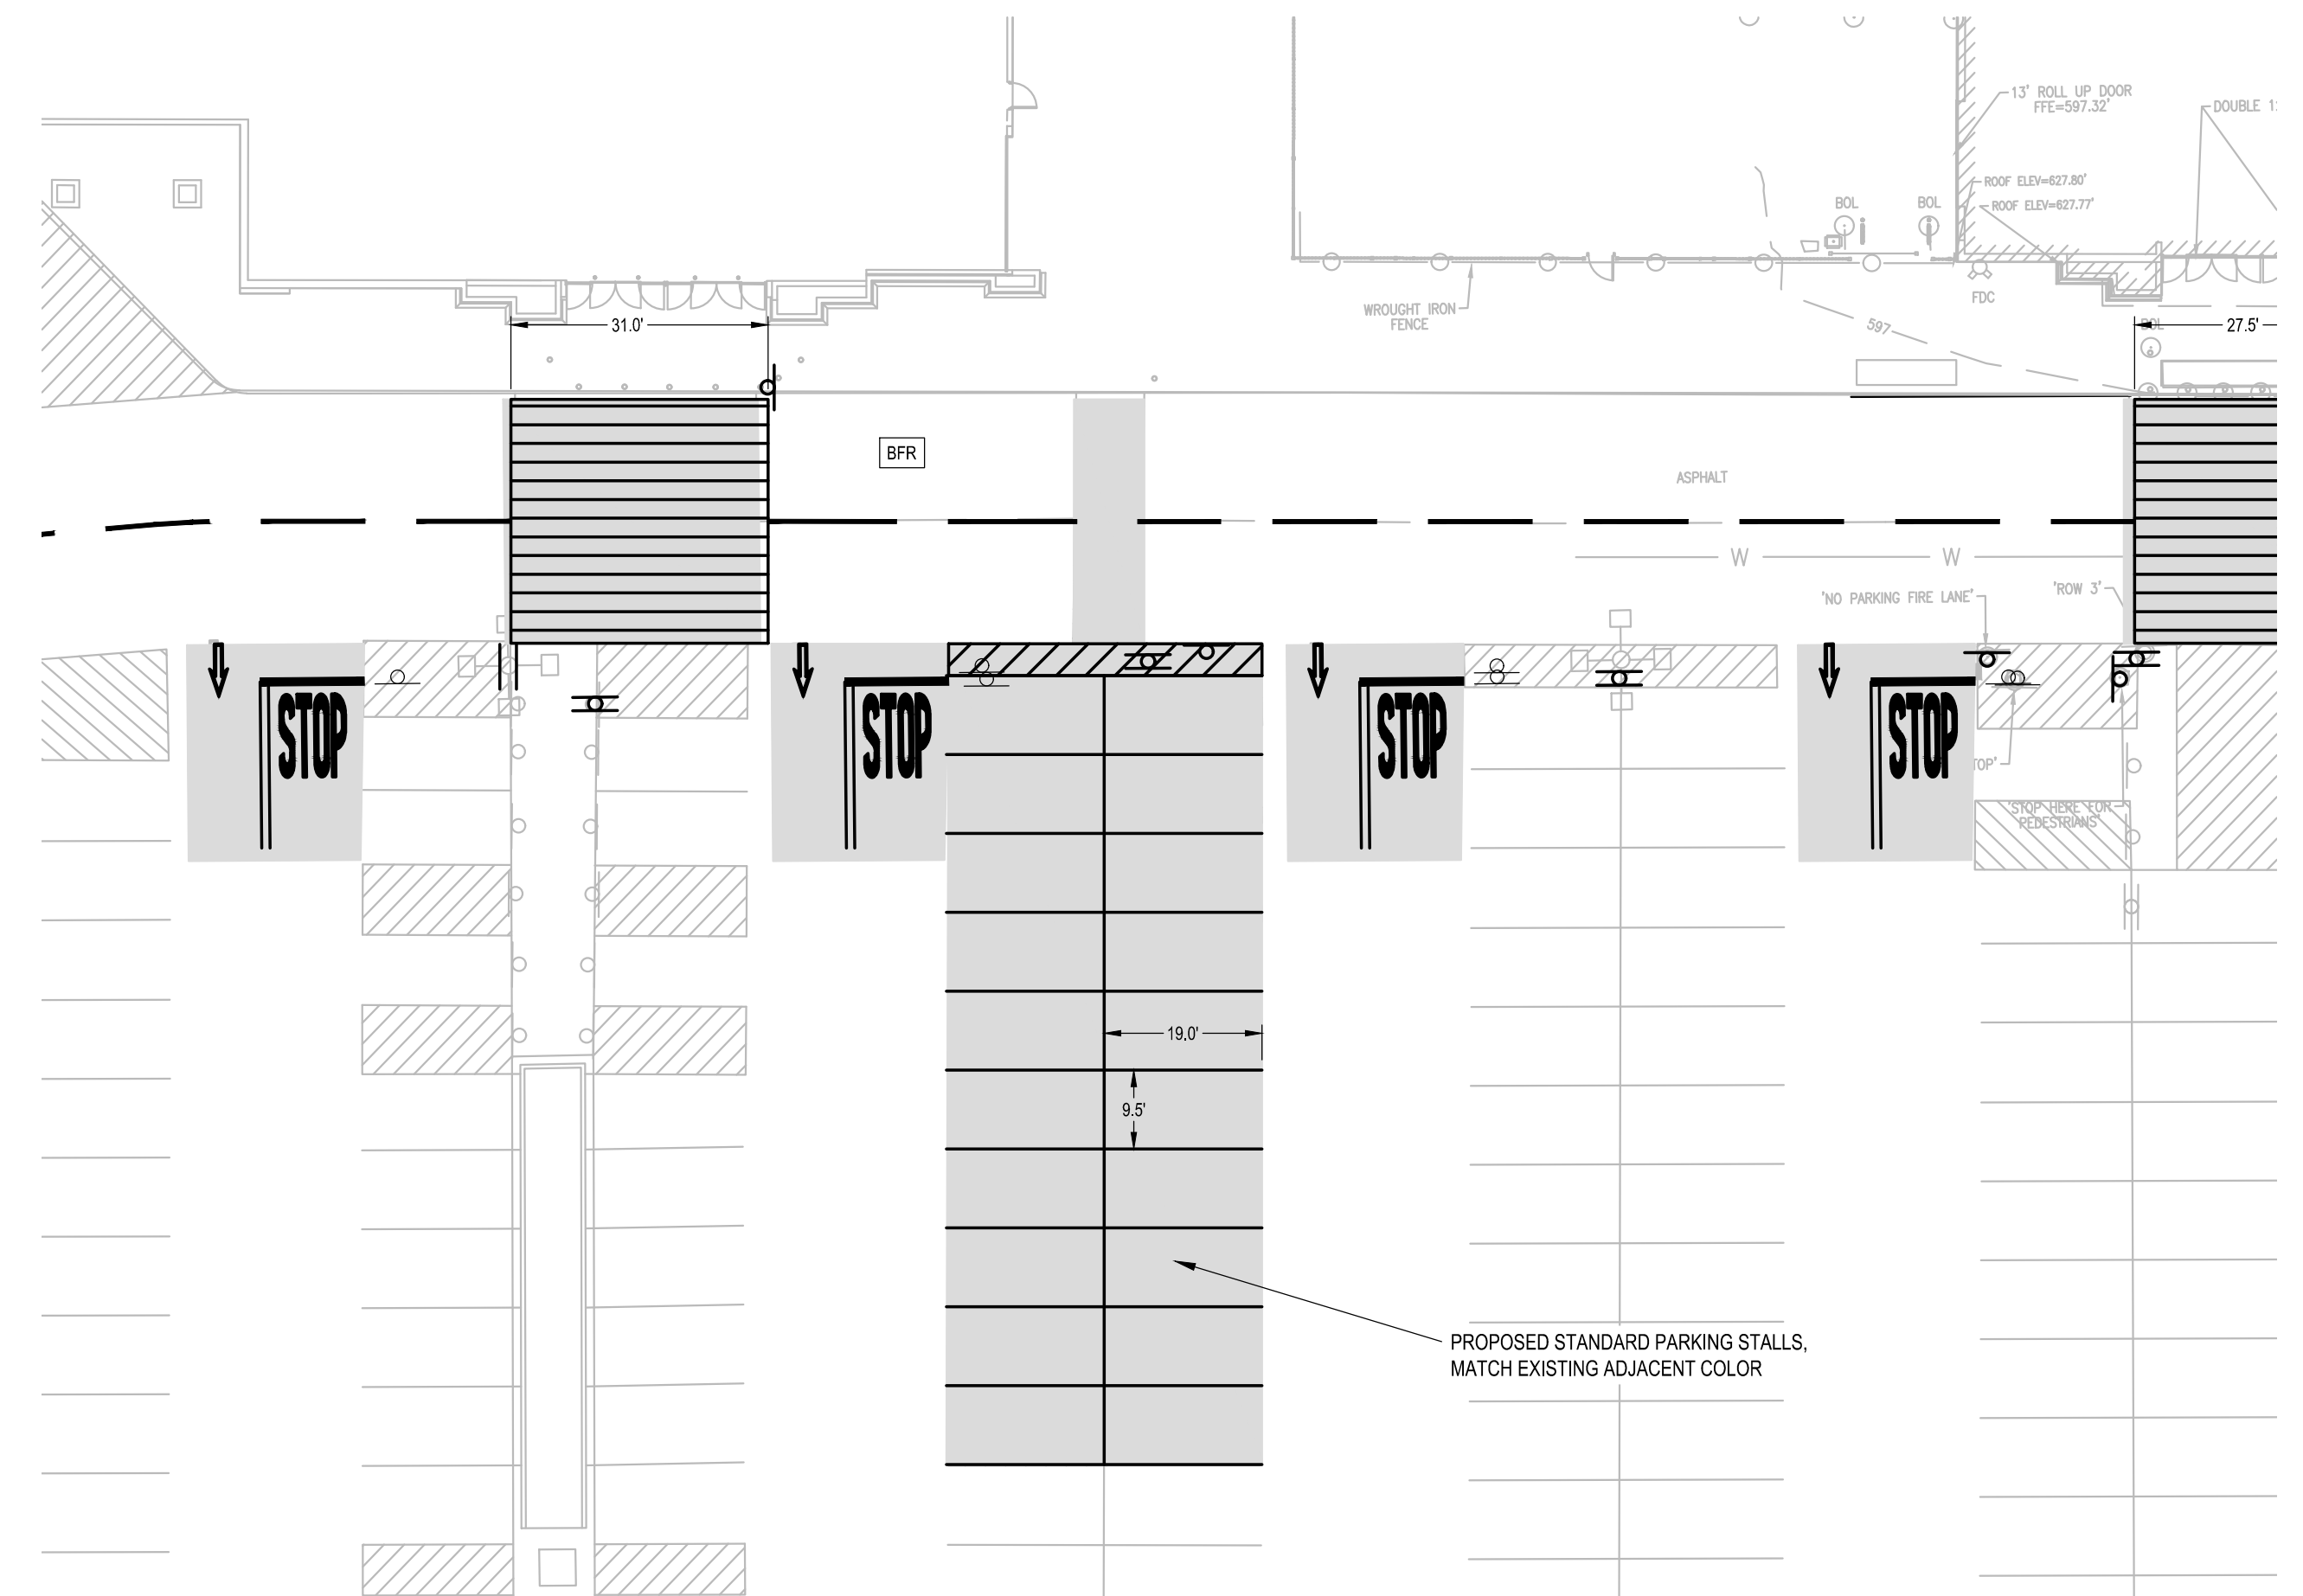 13' ROLL UP DOOR
FFE=597.32'
DOUBLE
ROOF ELEV=627.80'
ROOF ELEV=627.77'
BOL
BOL
WROUGHT IRON
FENCE
FDC
597
BOL
31.0'
27.5'
BFR
ASPHALT
W
W
'NO PARKING FIRE LANE'
'ROW 3'
STOP
STOP
STOP
STOP
TOP'
'STOP HERE FOR
PEDESTRIANS'
19.0'
9.5'
PROPOSED STANDARD PARKING STALLS,
MATCH EXISTING ADJACENT COLOR